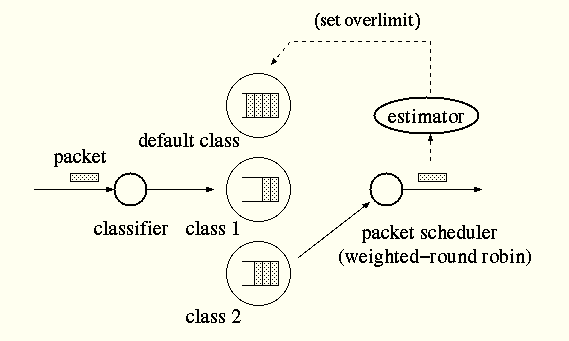 (set overlimit)
estimator
default class
packet
classifier
class 1
packet scheduler
(weighted−round robin)
class 2